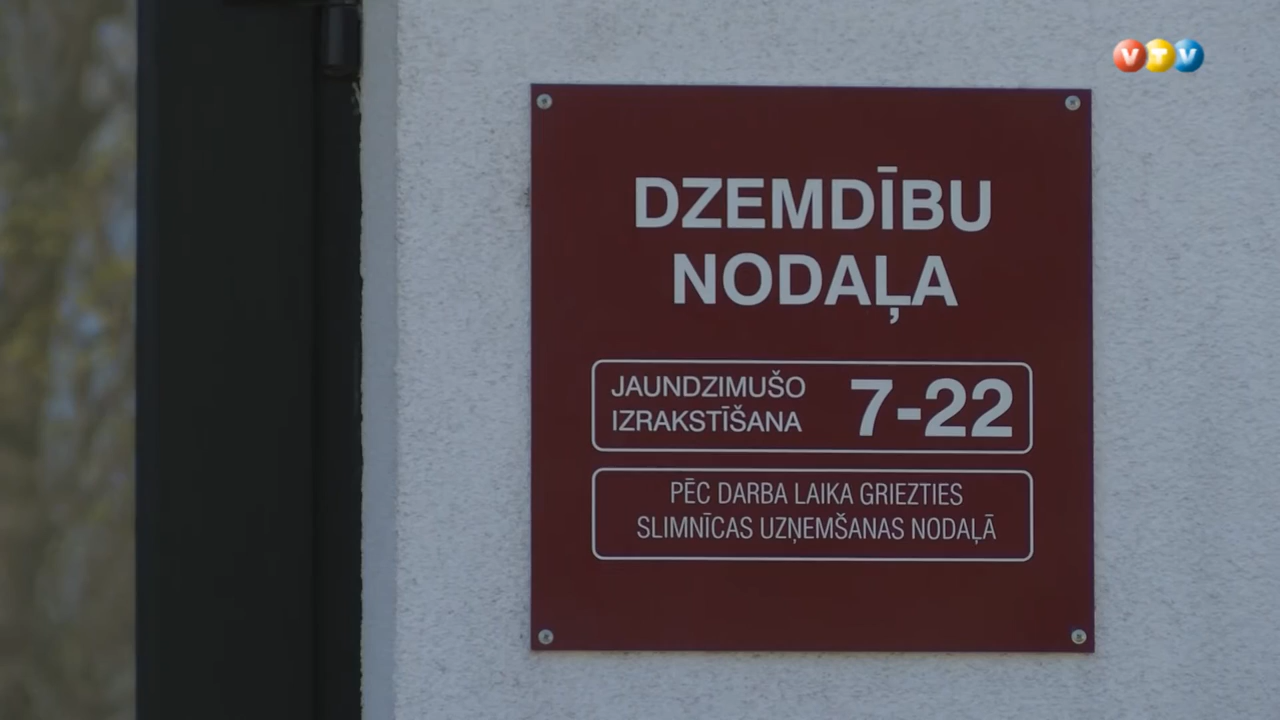 VTV
DZEMDĪBU
NODAĻA
JAUNDZIMUŠO
IZRAKSTĪŠANA
7-22
PĒC DARBA LAIKA GRIEZTIES
SLIMNĪCAS UZŅEMŠANAS NODAĻĀ